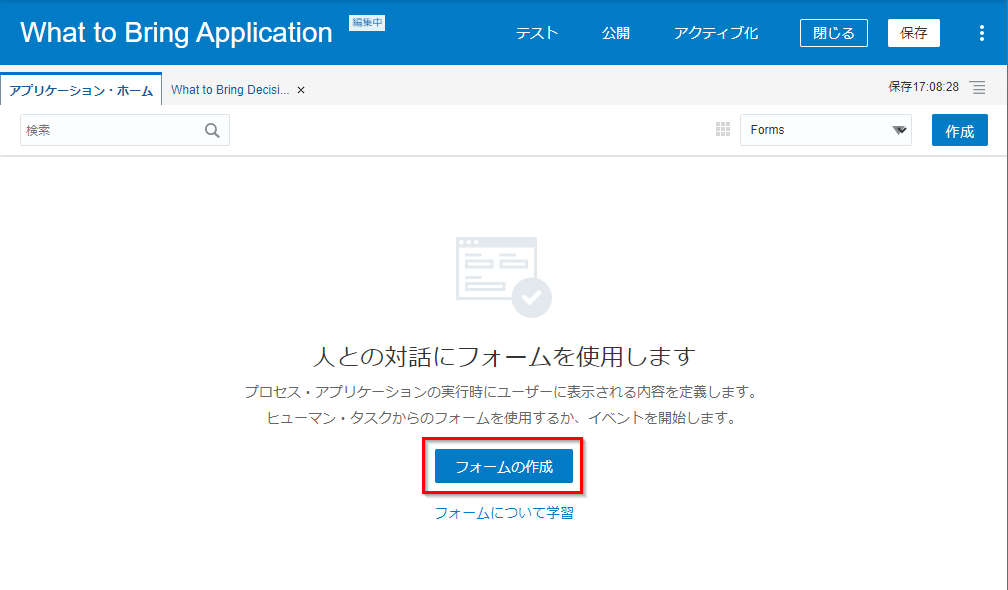 What to Bring Application 編集中 テスト 公開 アクティブ化 閉じる 保存
アプリケーション・ホーム What to Bring Decisi... × 保存17:08:28
検索 Forms 作成
人との対話にフォームを使用します
プロセス・アプリケーションの実行時にユーザーに表示される内容を定義します。
ヒューマン・タスクからのフォームを使用するか、イベントを開始します。
フォームの作成
フォームについて学習